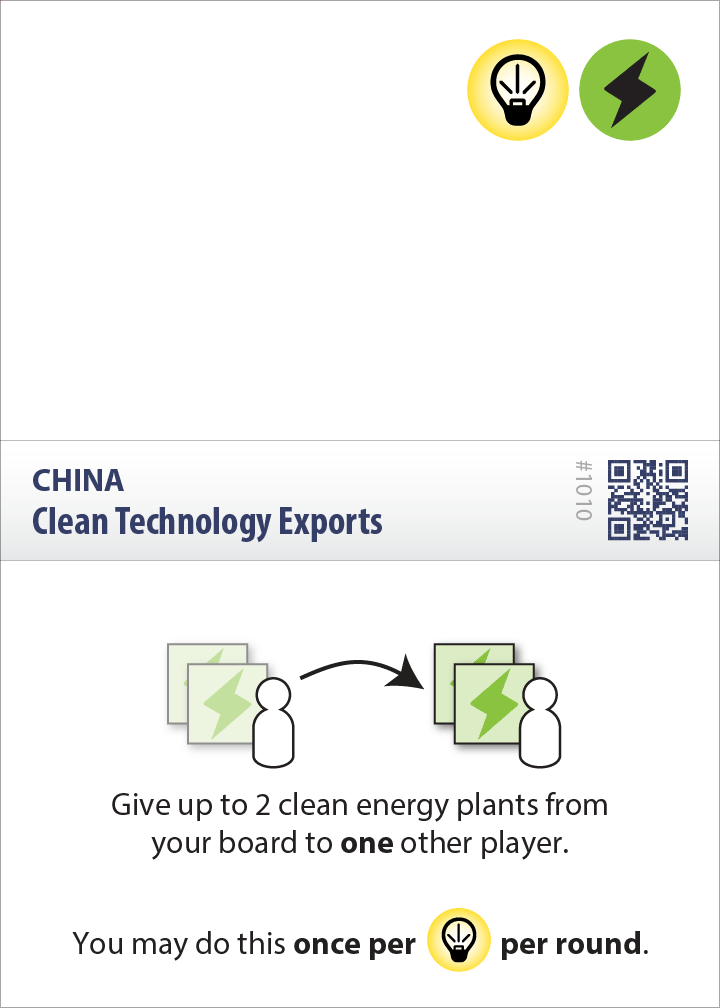 CHINA
Clean Technology Exports
#1010
Give up to 2 clean energy plants from
your board to one other player.
You may do this once per per round.